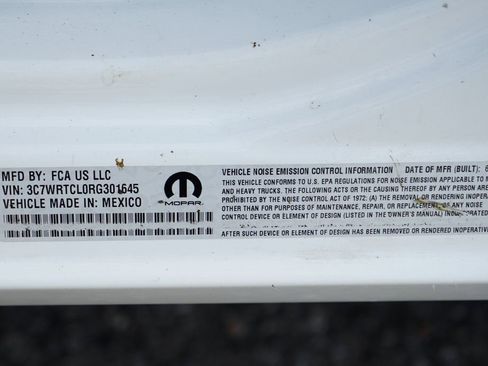 MFD BY: FCA US LLC
VIN: 3C7WRTCL0RG301645
VEHICLE MADE IN: MEXICO
MOPAR
VEHICLE NOISE EMISSION CONTROL INFORMATION DATE OF MFR (BUILT): 6
THIS VEHICLE CONFORMS TO U.S. EPA REGULATIONS FOR NOISE EMISSION APPLICABLE TO M
AND HEAVY TRUCKS. THE FOLLOWING ACTS OR THE CAUSING THEREOF BY ANY PERSON ARE
PROHIBITED BY THE NOISE CONTROL ACT OF 1972: (A) THE REMOVAL OR RENDERING INOPERA
OTHER THAN FOR PURPOSES OF MAINTENANCE, REPAIR, OR REPLACEMENT, OF ANY NOISE
CONTROL DEVICE OR ELEMENT OF DESIGN (LISTED IN THE OWNER'S MANUAL)
AFTER SUCH DEVICE OR ELEMENT OF DESIGN HAS BEEN REMOVED OR RENDERED INOPERATIVE